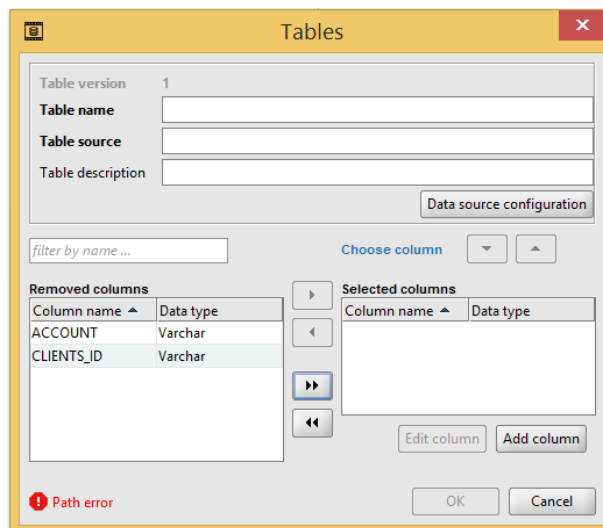 Tables
Table version 1
Table name
Table source
Table description
Data source configuration
filter by name ...
Choose column
Removed columns
Column name Data type
ACCOUNT Varchar
CLIENTS_ID Varchar
Selected columns
Column name Data type
Edit column Add column
Path error
OK Cancel